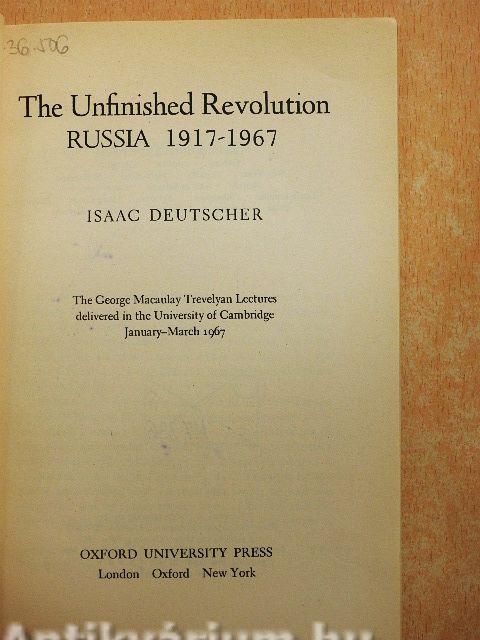 36.506
The Unfinished Revolution
RUSSIA 1917-1967
ISAAC DEUTSCHER
The George Macaulay Trevelyan Lectures
delivered in the University of Cambridge
January–March 1967
OXFORD UNIVERSITY PRESS
London Oxford New York
Antikvárium.hu